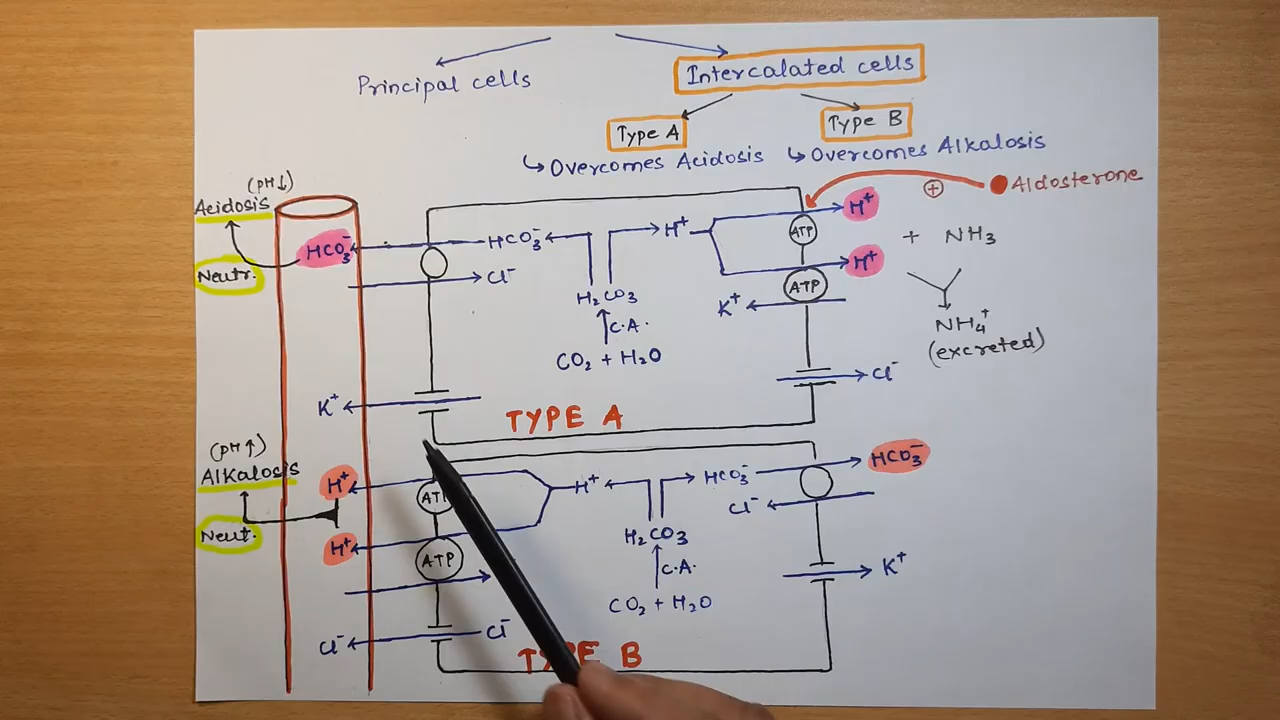 Principal cells
Intercalated cells
Type A
Type B
↳ Overcomes Acidosis
↳ Overcomes Alkalosis
⊕
Aldosterone
(pH↓)
Acidosis
Neutr.
HCO₃⁻
HCO₃⁻
Cl⁻
H₂CO₃
C.A.
CO₂ + H₂O
H⁺
ATP
H⁺
H⁺
ATP
K⁺
+ NH₃
NH₄⁺
(excreted)
Cl⁻
K⁺
TYPE A
(pH↑)
Alkalosis
Neut.
H⁺
H⁺
ATP
H⁺
HCO₃⁻
HCO₃⁻
Cl⁻
H₂CO₃
C.A.
CO₂ + H₂O
K⁺
Cl⁻
Cl⁻
TYPE B